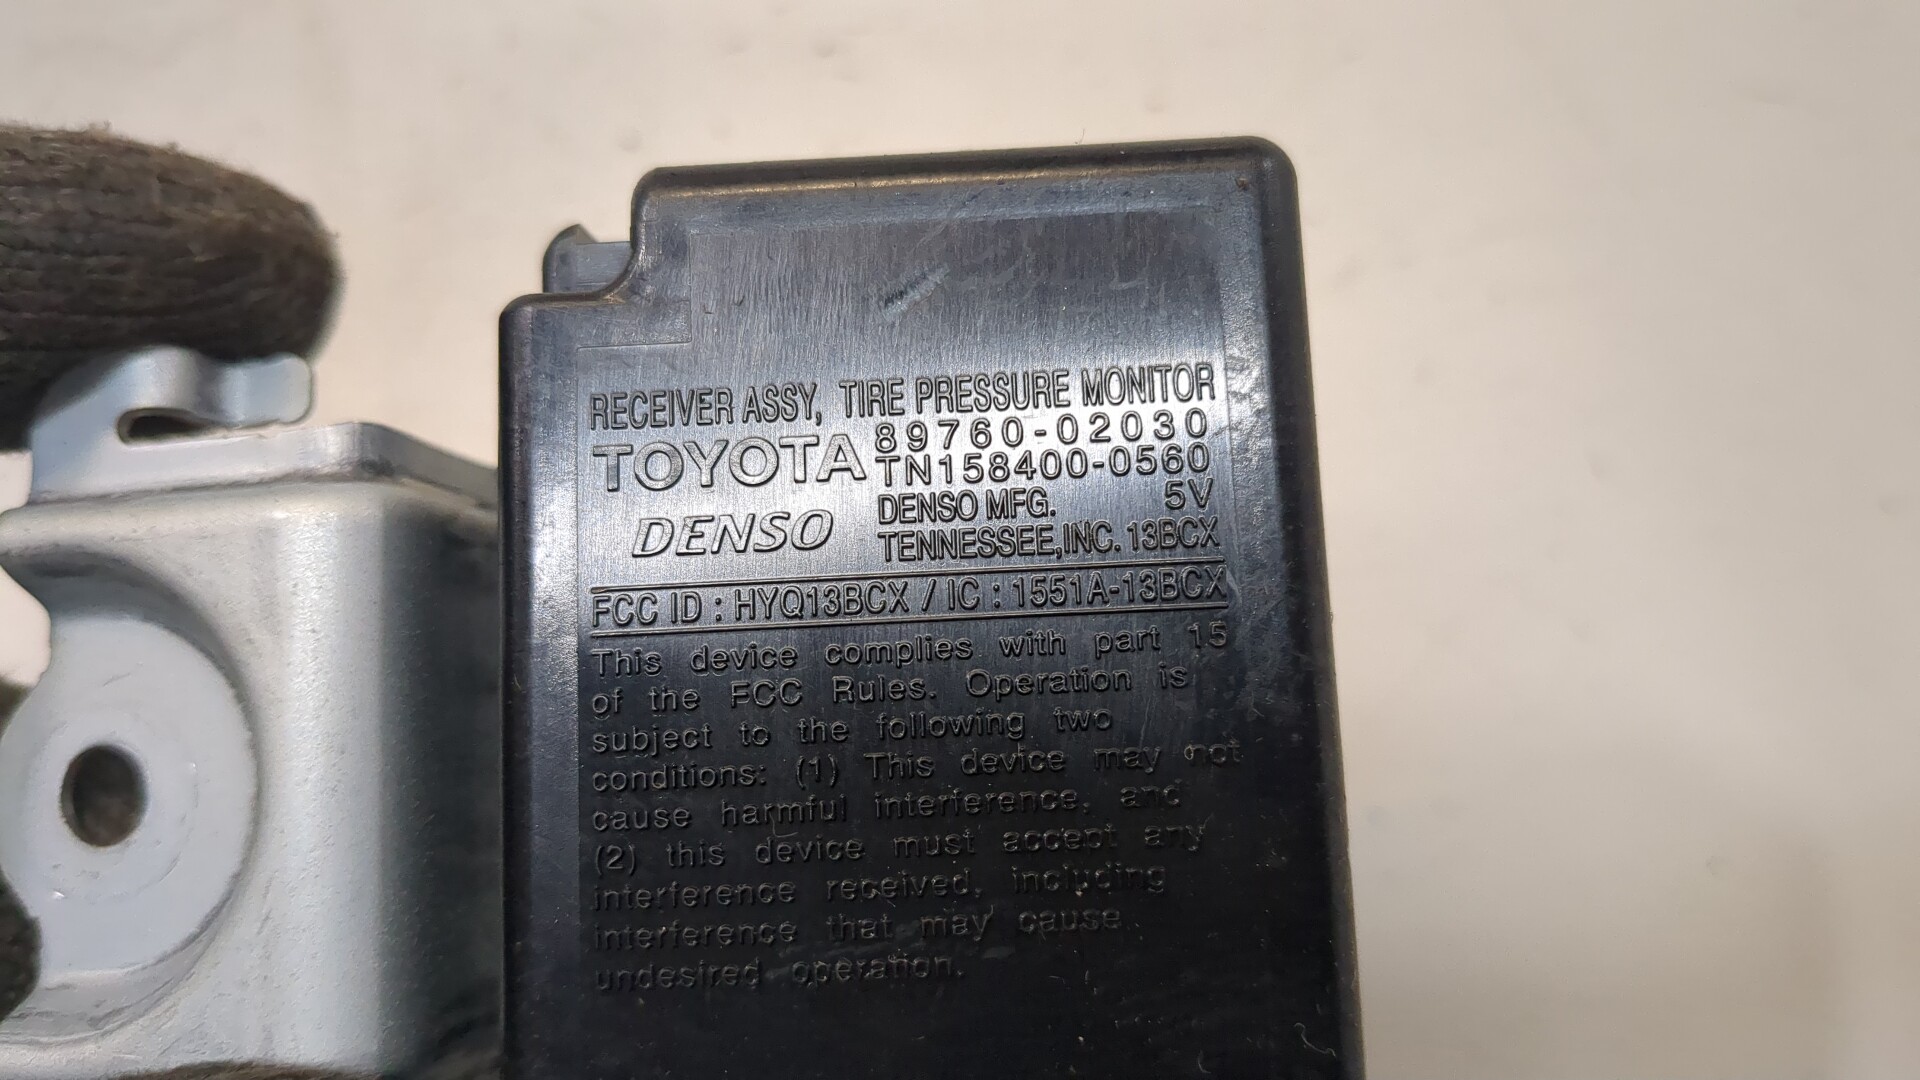 RECEIVER ASSY, TIRE PRESSURE MONITOR
TOYOTA 89760-02030
TN158400-0560
DENSO DENSO MFG. 5V
TENNESSEE,INC. 13BCX
FCC ID : HYQ13BCX / IC : 1551A-13BCX
This device complies with part 15
of the FCC Rules. Operation is
subject to the following two
conditions: (1) This device may not
cause harmful interference, and
(2) this device must accept any
interference received, including
interference that may cause
undesired operation.